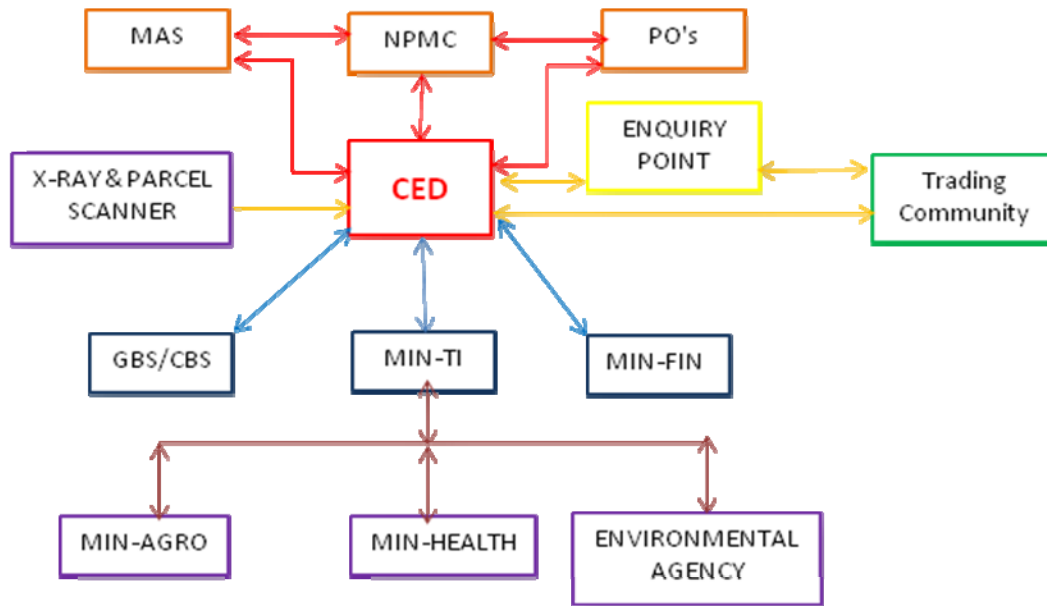 MAS
NPMC
PO's
ENQUIRY
POINT
X-RAY & PARCEL
SCANNER
CED
Trading
Community
GBS/CBS
MIN-TI
MIN-FIN
MIN-AGRO
MIN-HEALTH
ENVIRONMENTAL
AGENCY